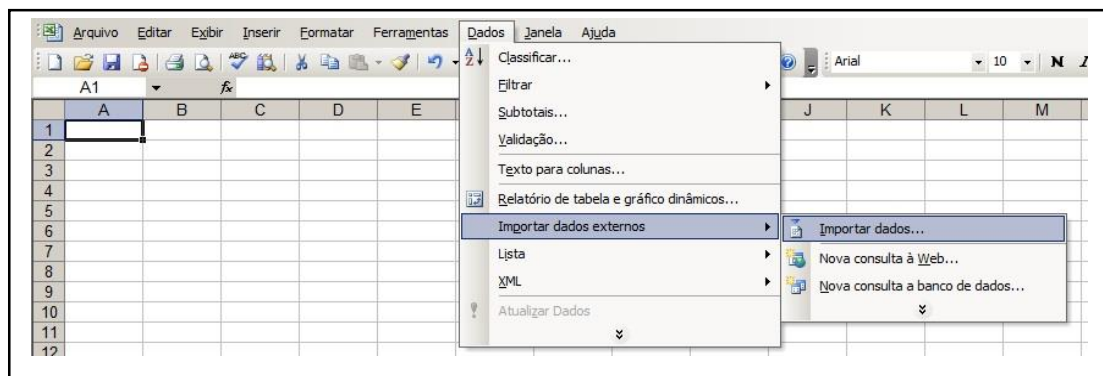 Arquivo Editar Exibir Inserir Formatar Ferramentas Dados Janela Ajuda
ABC Arial 10 N I
A1 fx
A B C D E J K L M
1
2
3
4
5
6
7
8
9
10
11
12
Classificar...
Filtrar
Subtotais...
Validação...
Texto para colunas...
Relatório de tabela e gráfico dinâmicos...
Importar dados externos
Lista
XML
Atualizar Dados
Importar dados...
Nova consulta à Web...
Nova consulta a banco de dados...